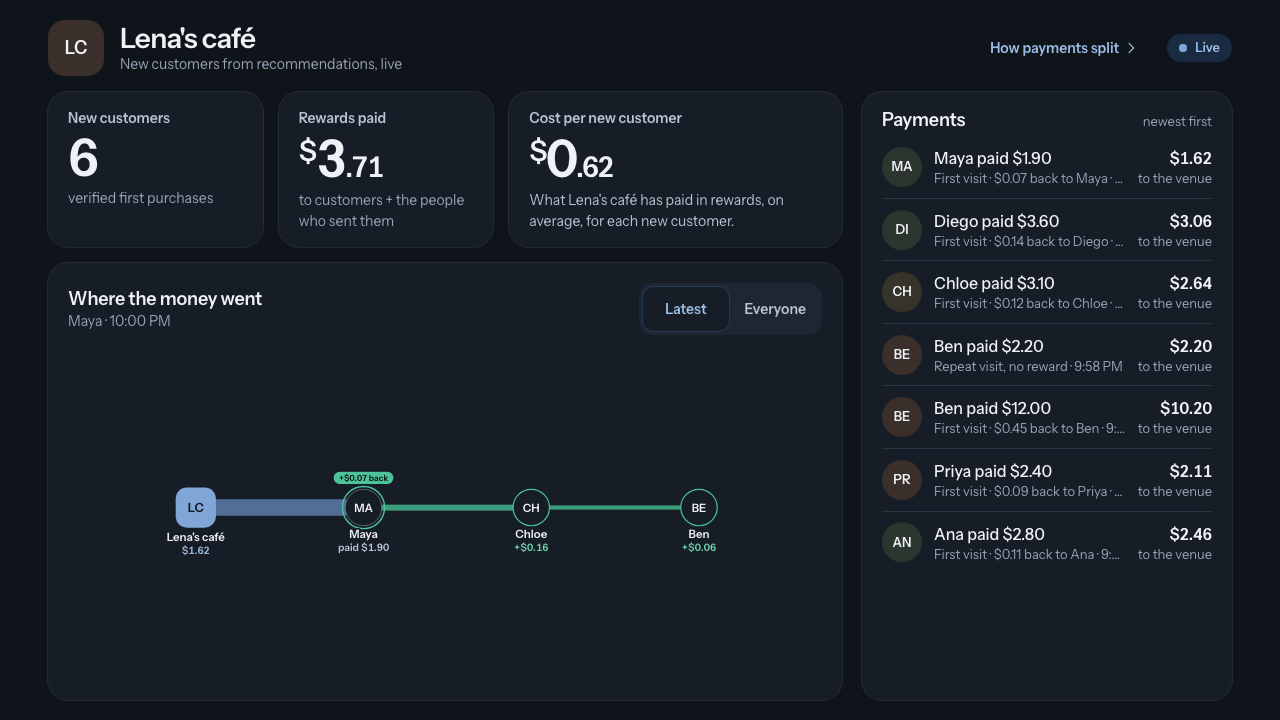 LC
Lena's café
New customers from recommendations, live
How payments split
Live
New customers
6
verified first purchases
Rewards paid
$3.71
to customers + the people
who sent them
Cost per new customer
$0.62
What Lena's café has paid in rewards, on
average, for each new customer.
Where the money went
Maya · 10:00 PM
Latest
Everyone
+$0.07 back
LC
MA
CH
BE
Lena's café
$1.62
Maya
paid $1.90
Chloe
+$0.16
Ben
+$0.06
Payments
newest first
MA
Maya paid $1.90
$1.62
First visit · $0.07 back to Maya · ...
to the venue
DI
Diego paid $3.60
$3.06
First visit · $0.14 back to Diego · ...
to the venue
CH
Chloe paid $3.10
$2.64
First visit · $0.12 back to Chloe · ...
to the venue
BE
Ben paid $2.20
$2.20
Repeat visit, no reward · 9:58 PM
to the venue
BE
Ben paid $12.00
$10.20
First visit · $0.45 back to Ben · 9:...
to the venue
PR
Priya paid $2.40
$2.11
First visit · $0.09 back to Priya · ...
to the venue
AN
Ana paid $2.80
$2.46
First visit · $0.11 back to Ana · 9:...
to the venue